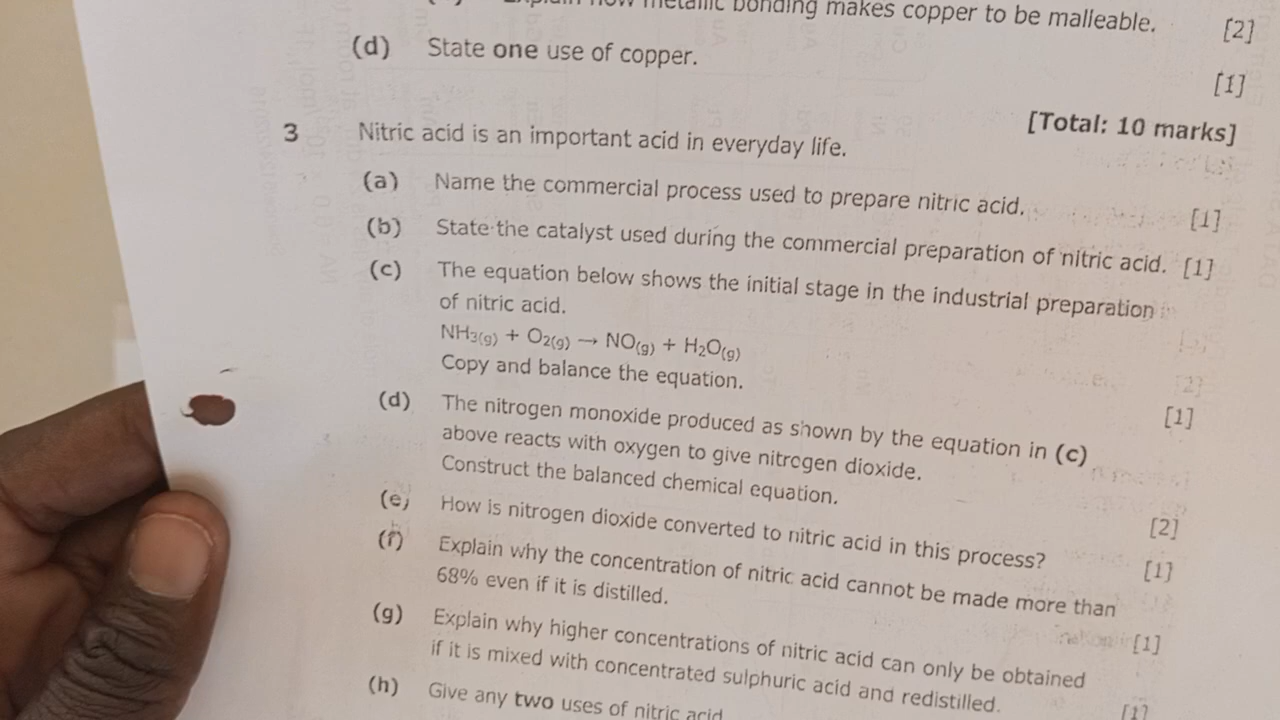 Explain how metallic bonding makes copper to be malleable. [2]
(d) State one use of copper. [1]
[Total: 10 marks]
3 Nitric acid is an important acid in everyday life.
(a) Name the commercial process used to prepare nitric acid. [1]
(b) State the catalyst used during the commercial preparation of nitric acid. [1]
(c) The equation below shows the initial stage in the industrial preparation
of nitric acid.
NH₃(g) + O₂(g) → NO(g) + H₂O(g)
Copy and balance the equation. [1]
(d) The nitrogen monoxide produced as shown by the equation in (c)
above reacts with oxygen to give nitrogen dioxide.
Construct the balanced chemical equation. [2]
(e) How is nitrogen dioxide converted to nitric acid in this process? [1]
(f) Explain why the concentration of nitric acid cannot be made more than
68% even if it is distilled. [1]
(g) Explain why higher concentrations of nitric acid can only be obtained
if it is mixed with concentrated sulphuric acid and redistilled. [1]
(h) Give any two uses of nitric acid